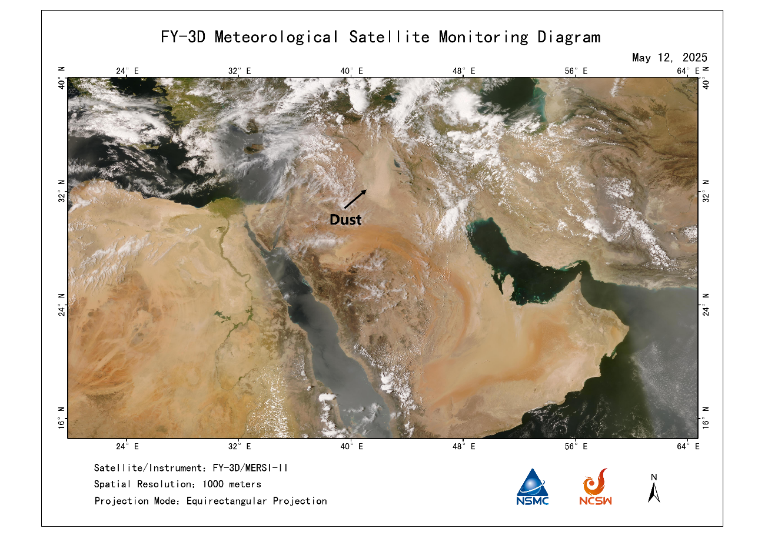 FY-3D Meteorological Satellite Monitoring Diagram
May 12, 2025
24° E 32° E 40° E 48° E 56° E 64° E
40° N 40° N
32° N 32° N
Dust
24° N 24° N
16° N 16° N
24° E 32° E 40° E 48° E 56° E 64° E
Satellite/Instrument: FY-3D/MERSI-II
Spatial Resolution: 1000 meters
Projection Mode: Equirectangular Projection
NSMC NCSW N